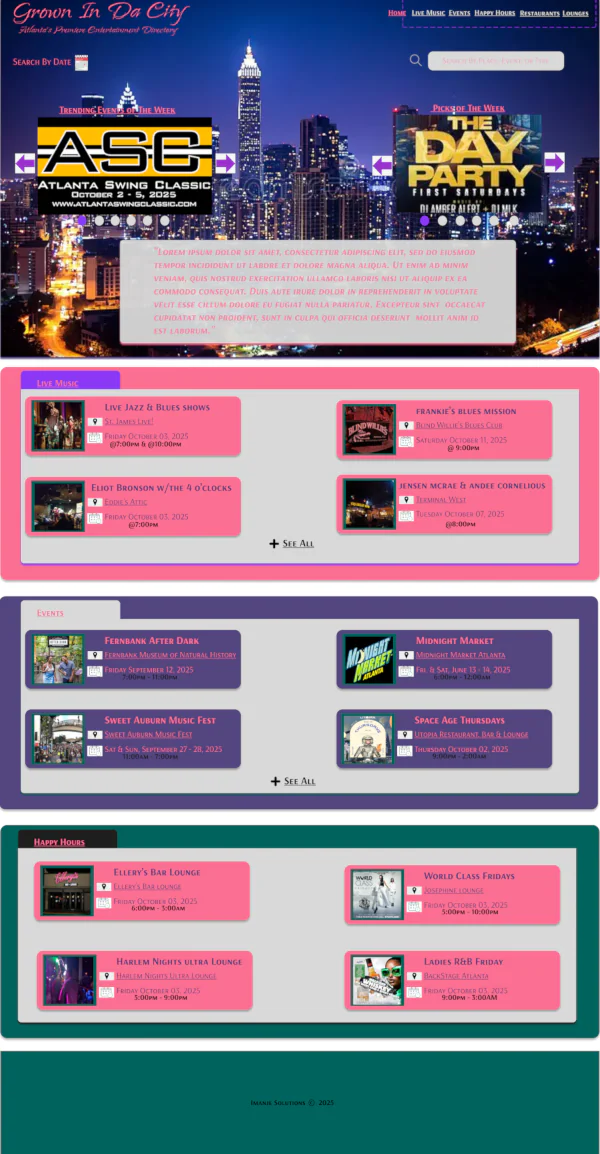 Grown In Da City
Atlanta's Premiere Entertainment Directory
Home Live Music Events Happy Hours Restaurants Lounges
Search By Date
Trending Events of The Week
Picks of The Week
ASC
Atlanta Swing Classic
October 2 - 5, 2025
www.atlantaswingclassic.com
THE
DAY
PARTY
FIRST SATURDAYS
MUSIC BY
DJ AMBER ALERT + DJ MLK
"Lorem ipsum dolor sit amet, consectetur adipiscing elit, sed do eiusmod
tempor incididunt ut labore et dolore magna aliqua. Ut enim ad minim
veniam, quis nostrud exercitation ullamco laboris nisi ut aliquip ex ea
commodo consequat. Duis aute irure dolor in reprehenderit in voluptate
velit esse cillum dolore eu fugiat nulla pariatur. Excepteur sint occaecat
cupidatat non proident, sunt in culpa qui officia deserunt mollit anim id
est laborum."
Live Music
Live Jazz & Blues shows
St. James Live!
Friday October 03, 2025
@7:00pm & @10:00pm
frankie's blues mission
Blind Willie's Blues Club
Saturday October 11, 2025
@ 9:00pm
Eliot Bronson w/the 4 o'clocks
Eddie's Attic
Friday October 03, 2025
@7:00pm
jensen mcrae & andee cornelious
Terminal West
Tuesday October 07, 2025
@8:00pm
See All
Events
Fernbank After Dark
Fernbank Museum of Natural History
Friday September 12, 2025
7:00pm - 11:00pm
MIDNIGHT
MARKET
ATLANTA
Midnight Market
Midnight Market Atlanta
Fri. & Sat. June 13 - 14, 2025
6:00pm - 12:00am
Sweet Auburn Music Fest
Sweet Auburn Music Fest
Sat & Sun, September 27 - 28, 2025
11:00am - 7:00pm
Space Age Thursdays
Utopia Restaurant, Bar & Lounge
Thursday October 02, 2025
9:00pm - 2:00am
See All
Happy Hours
Ellery's Bar Lounge
Ellery's Bar lounge
Friday October 03, 2025
6:00pm - 3:00am
WORLD
CLASS
World Class Fridays
Josephine lounge
Friday October 03, 2025
5:00pm - 10:00pm
Harlem Nights ultra Lounge
Harlem Nights Ultra Lounge
Friday October 03, 2025
5:00pm - 9:00pm
Ladies R&B Friday
BackStage Atlanta
Friday October 03, 2025
9:00pm - 3:00AM
Imanie Solutions © 2025